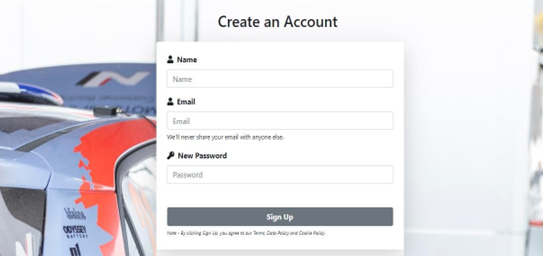 Create an Account
Name
Name
Email
Email
We'll never share your email with anyone else.
New Password
Password
Sign Up
Note - By clicking Sign Up, you agree to our Terms, Data Policy and Cookie Policy.
N
ODYSSEY
BATTERY